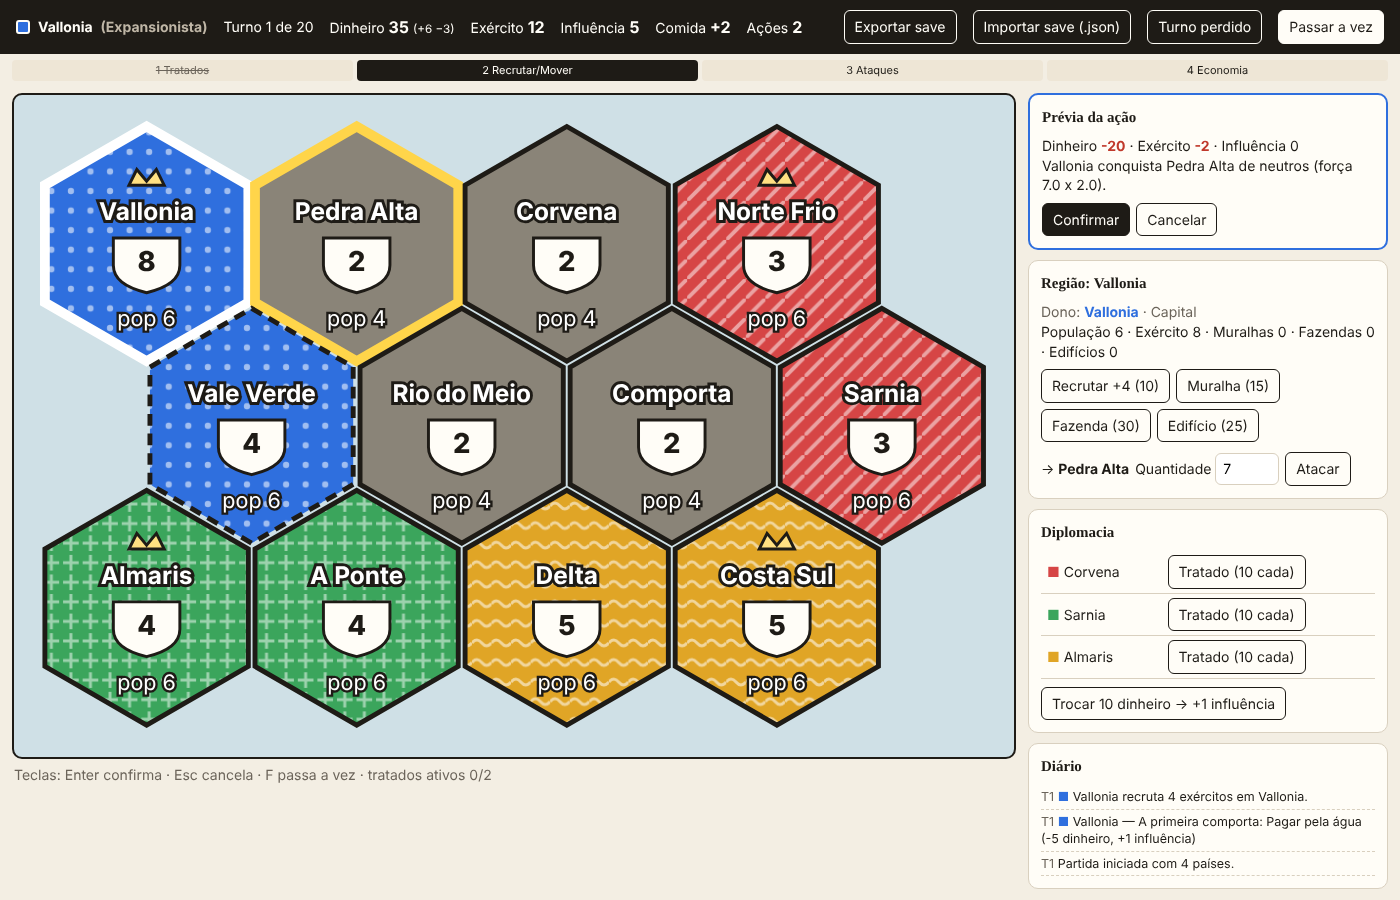 Vallonia (Expansionista) Turno 1 de 20 Dinheiro 35 (+6 −3) Exército 12 Influência 5 Comida +2 Ações 2 Exportar save Importar save (.json) Turno perdido Passar a vez
1 Tratados 2 Recrutar/Mover 3 Ataques 4 Economia
Vallonia
8
pop 6
Pedra Alta
2
pop 4
Corvena
2
pop 4
Norte Frio
3
pop 6
Vale Verde
4
pop 6
Rio do Meio
2
pop 4
Comporta
2
pop 4
Sarnia
3
pop 6
Almaris
4
pop 6
A Ponte
4
pop 6
Delta
5
pop 6
Costa Sul
5
pop 6
Teclas: Enter confirma · Esc cancela · F passa a vez · tratados ativos 0/2
Prévia da ação
Dinheiro -20 · Exército -2 · Influência 0
Vallonia conquista Pedra Alta de neutros (força
7.0 x 2.0).
Confirmar Cancelar
Região: Vallonia
Dono: Vallonia · Capital
População 6 · Exército 8 · Muralhas 0 · Fazendas 0
· Edifícios 0
Recrutar +4 (10) Muralha (15)
Fazenda (30) Edifício (25)
→ Pedra Alta Quantidade 7 Atacar
Diplomacia
Corvena Tratado (10 cada)
Sarnia Tratado (10 cada)
Almaris Tratado (10 cada)
Trocar 10 dinheiro → +1 influência
Diário
T1 Vallonia recruta 4 exércitos em Vallonia.
T1 Vallonia — A primeira comporta: Pagar pela água
(-5 dinheiro, +1 influência)
T1 Partida iniciada com 4 países.